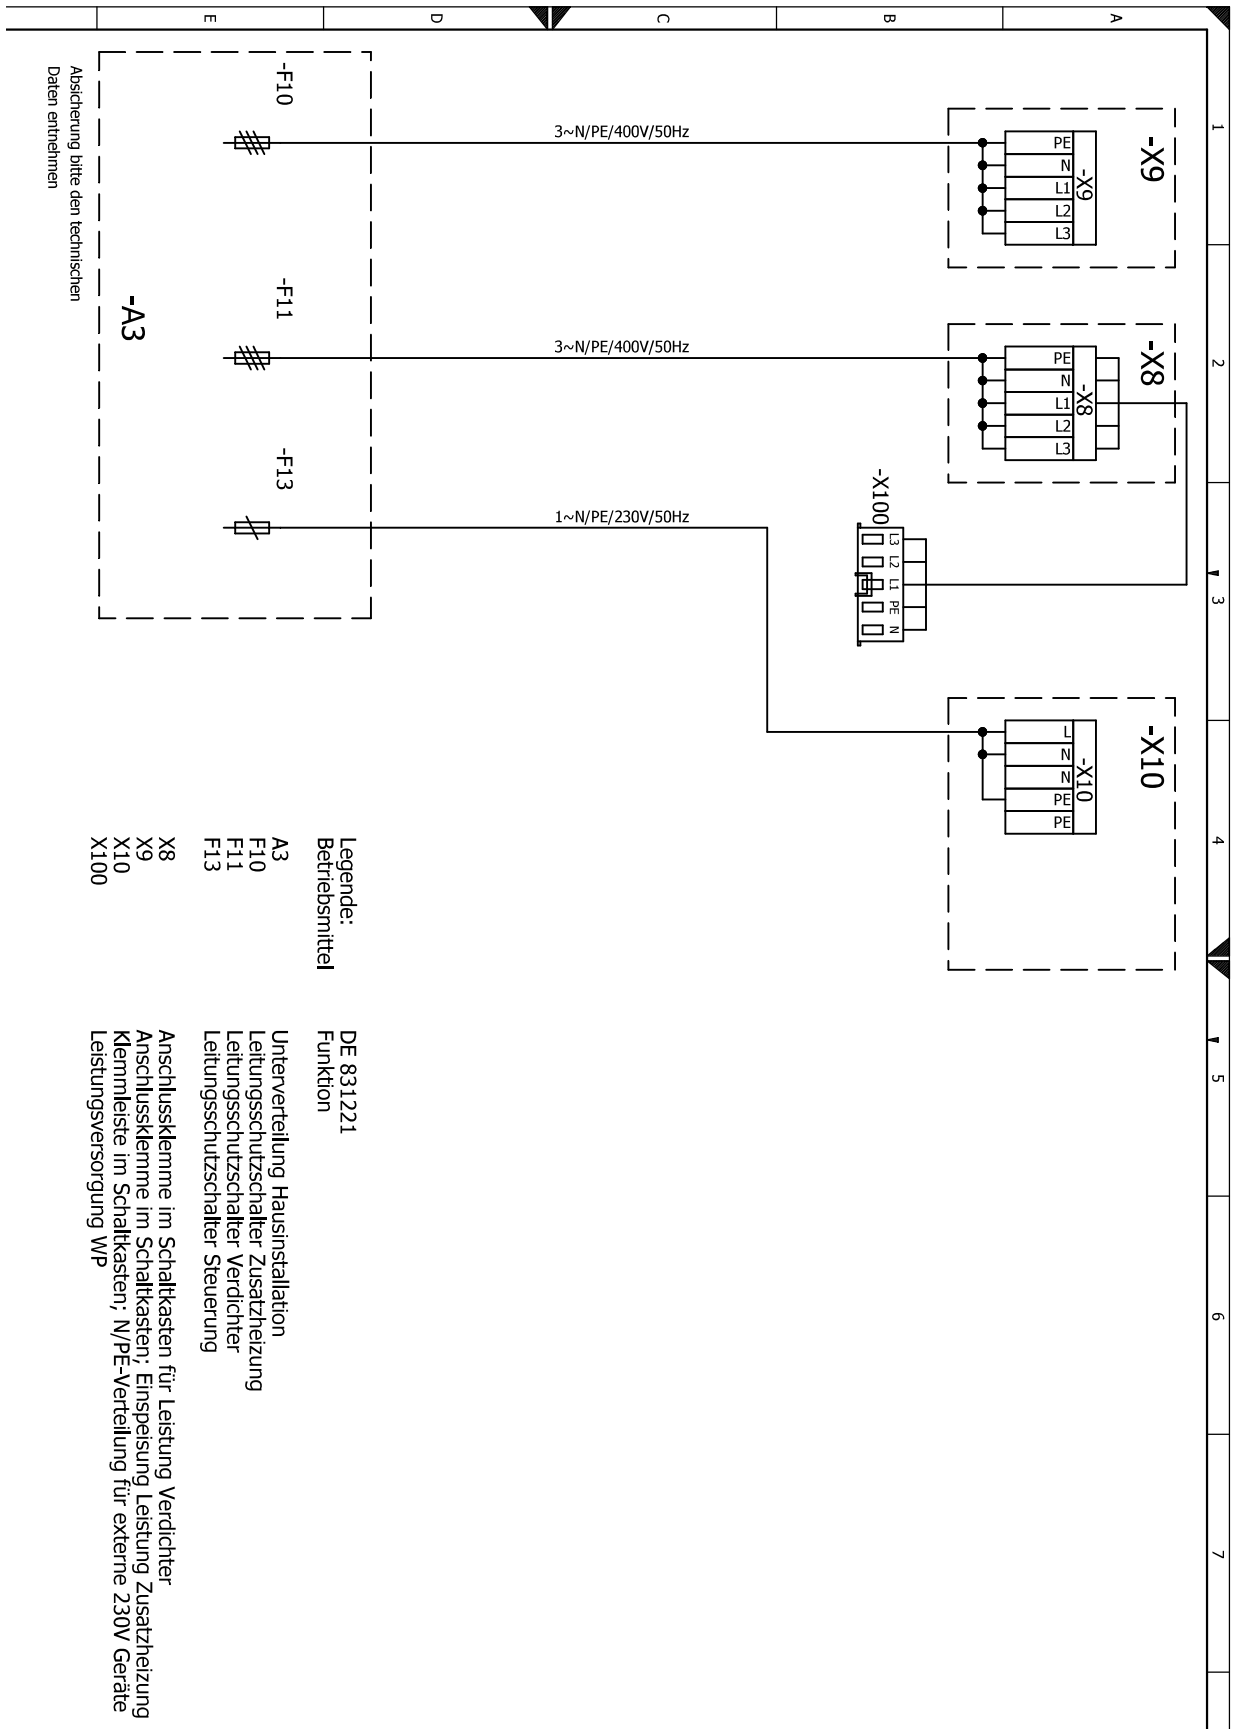 1
2
3
4
5
6
7
A
B
C
D
E
-X9
-X9
PE
N
L1
L2
L3
-X8
-X8
PE
N
L1
L2
L3
-X10
-X10
L
N
N
PE
PE
-X100
L3
L2
L1
PE
N
3~N/PE/400V/50Hz
3~N/PE/400V/50Hz
1~N/PE/230V/50Hz
-F10
-F11
-F13
-A3
Absicherung bitte den technischen
Daten entnehmen
Legende: DE 831221
Betriebsmittel Funktion
A3 Unterverteilung Hausinstallation
F10 Leitungsschutzschalter Zusatzheizung
F11 Leitungsschutzschalter Verdichter
F13 Leitungsschutzschalter Steuerung
X8 Anschlussklemme im Schaltkasten für Leistung Verdichter
X9 Anschlussklemme im Schaltkasten; Einspeisung Leistung Zusatzheizung
X10 Klemmleiste im Schaltkasten; N/PE-Verteilung für externe 230V Geräte
X100 Leistungsversorgung WP